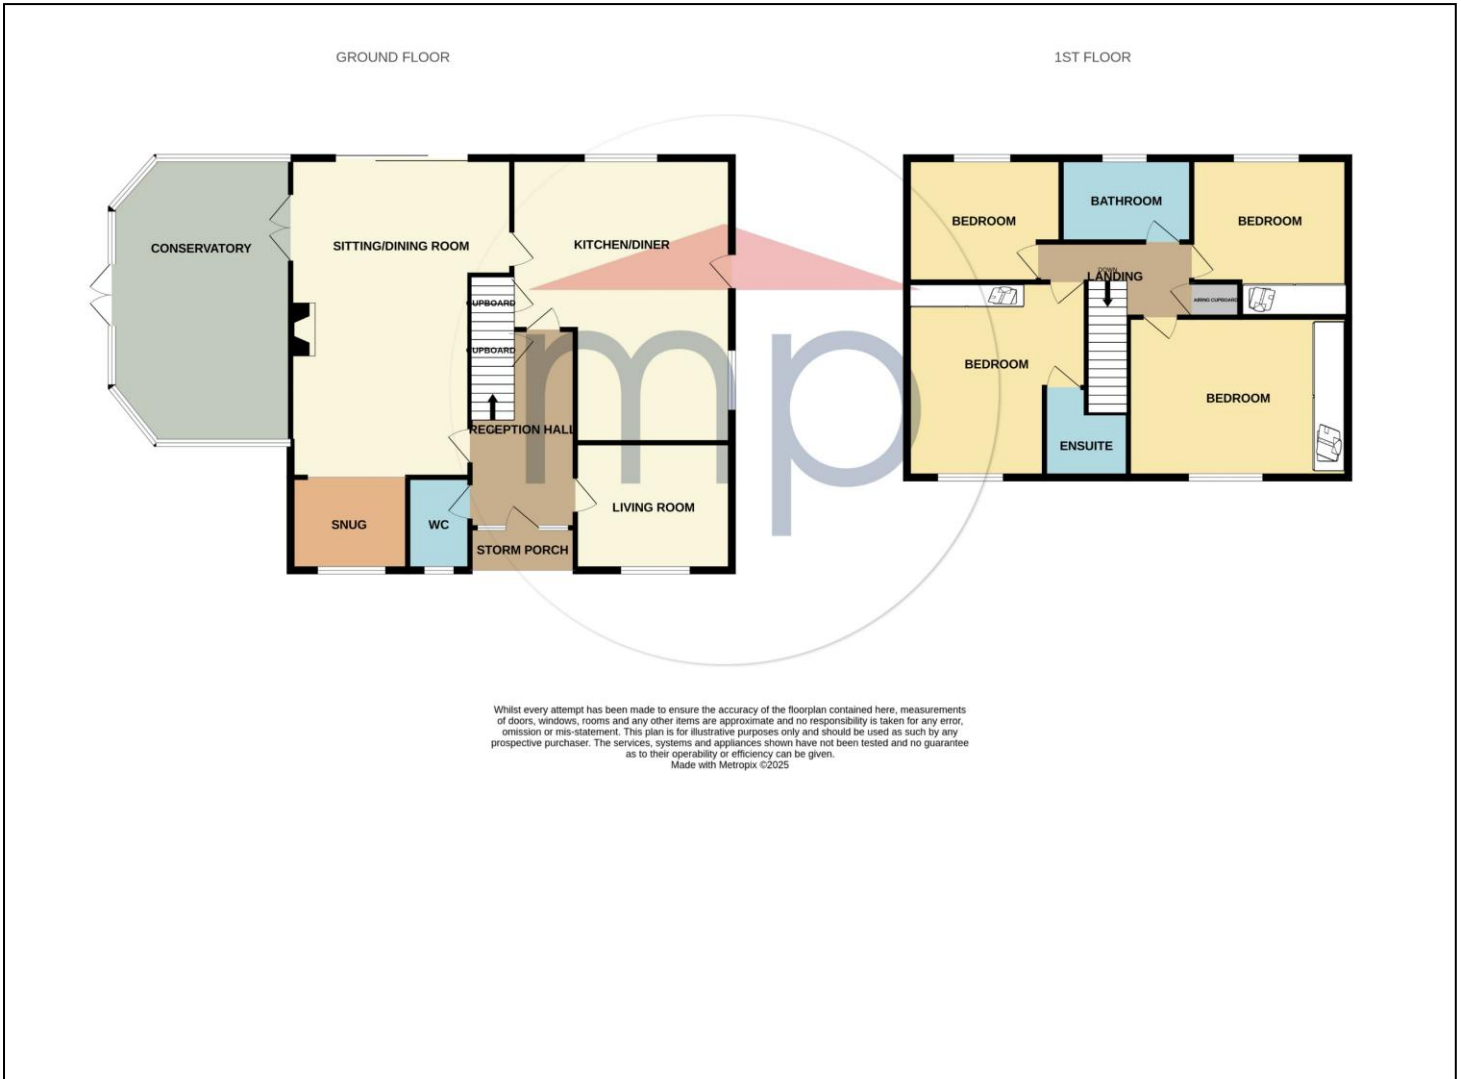 GROUND FLOOR
1ST FLOOR
CONSERVATORY
SITTING/DINING ROOM
KITCHEN/DINER
CUPBOARD
CUPBOARD
RECEPTION HALL
SNUG
WC
STORM PORCH
LIVING ROOM
BEDROOM
BATHROOM
BEDROOM
DOWN
LANDING
AIRING CUPBOARD
BEDROOM
BEDROOM
ENSUITE
mp
Whilst every attempt has been made to ensure the accuracy of the floorplan contained here, measurements
of doors, windows, rooms and any other items are approximate and no responsibility is taken for any error,
omission or mis-statement. This plan is for illustrative purposes only and should be used as such by any
prospective purchaser. The services, systems and appliances shown have not been tested and no guarantee
as to their operability or efficiency can be given.
Made with Metropix ©2025